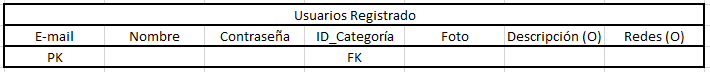 Usuarios Registrado
E-mail Nombre Contraseña ID_Categoría Foto Descripción (O) Redes (O)
PK FK